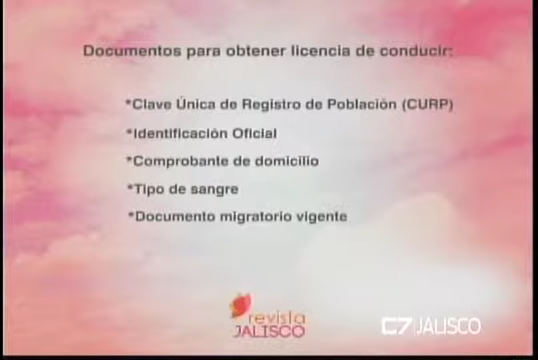 Documentos para obtener licencia de conducir:
*Clave Única de Registro de Población (CURP)
*Identificación Oficial
*Comprobante de domicilio
*Tipo de sangre
*Documento migratorio vigente
revista
JALISCO
C7 JALISCO